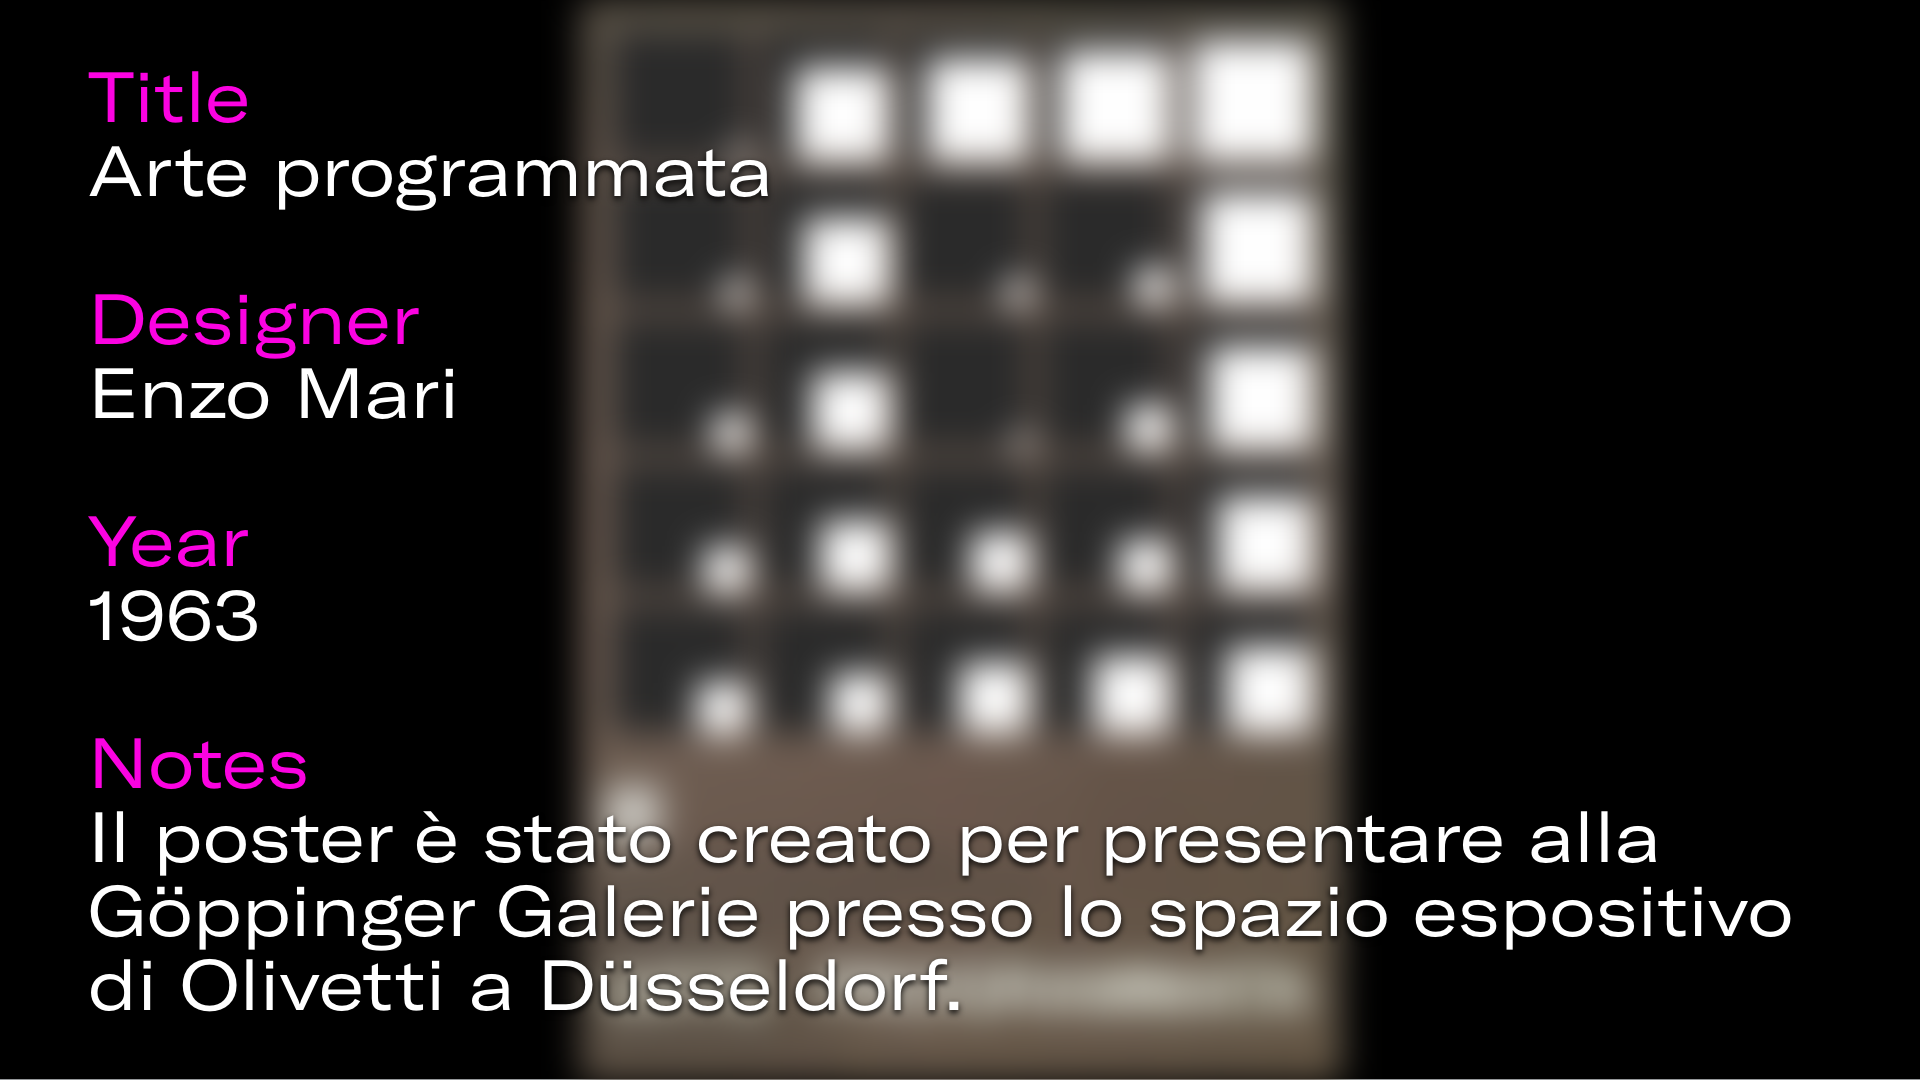 Title
Arte programmata
Designer
Enzo Mari
Year
1963
Notes
Il poster è stato creato per presentare alla
Göppinger Galerie presso lo spazio espositivo
di Olivetti a Düsseldorf.